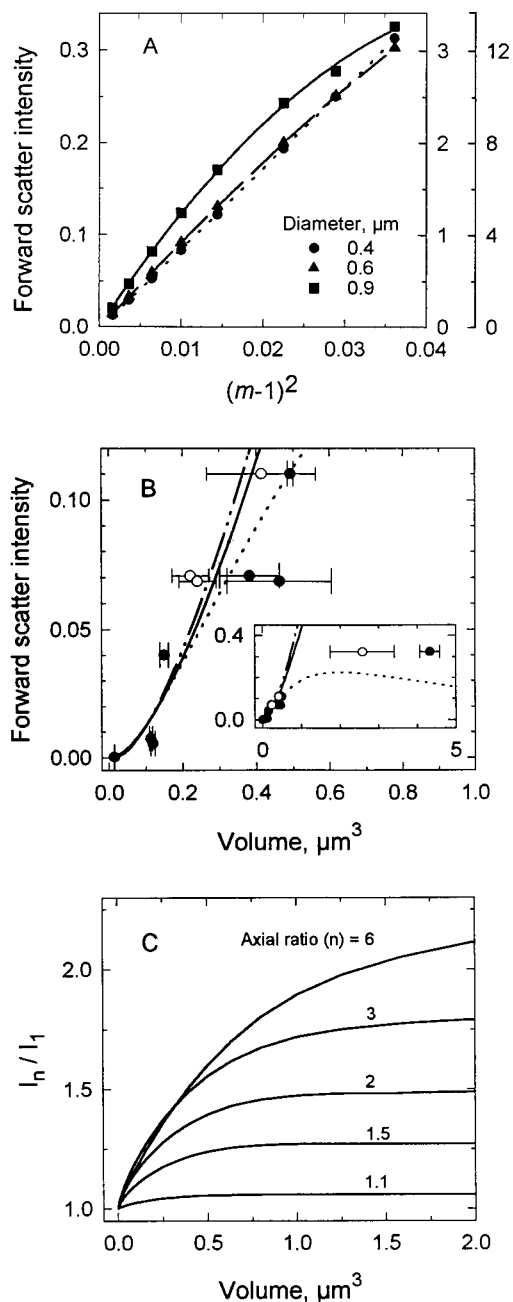 A
Forward scatter intensity
0.3
0.2
0.1
0.0
3
2
1
0
12
8
4
0
Diameter, µm
0.4
0.6
0.9
0.00 0.01 0.02 0.03 0.04
(m-1)²
B
Forward scatter intensity
0.10
0.05
0.00
0.4
0.0
0 5
0.0 0.2 0.4 0.6 0.8 1.0
Volume, µm³
C
Axial ratio (n) = 6
3
2
1.5
1.1
Iₙ / I₁
2.0
1.5
1.0
0.0 0.5 1.0 1.5 2.0
Volume, µm³